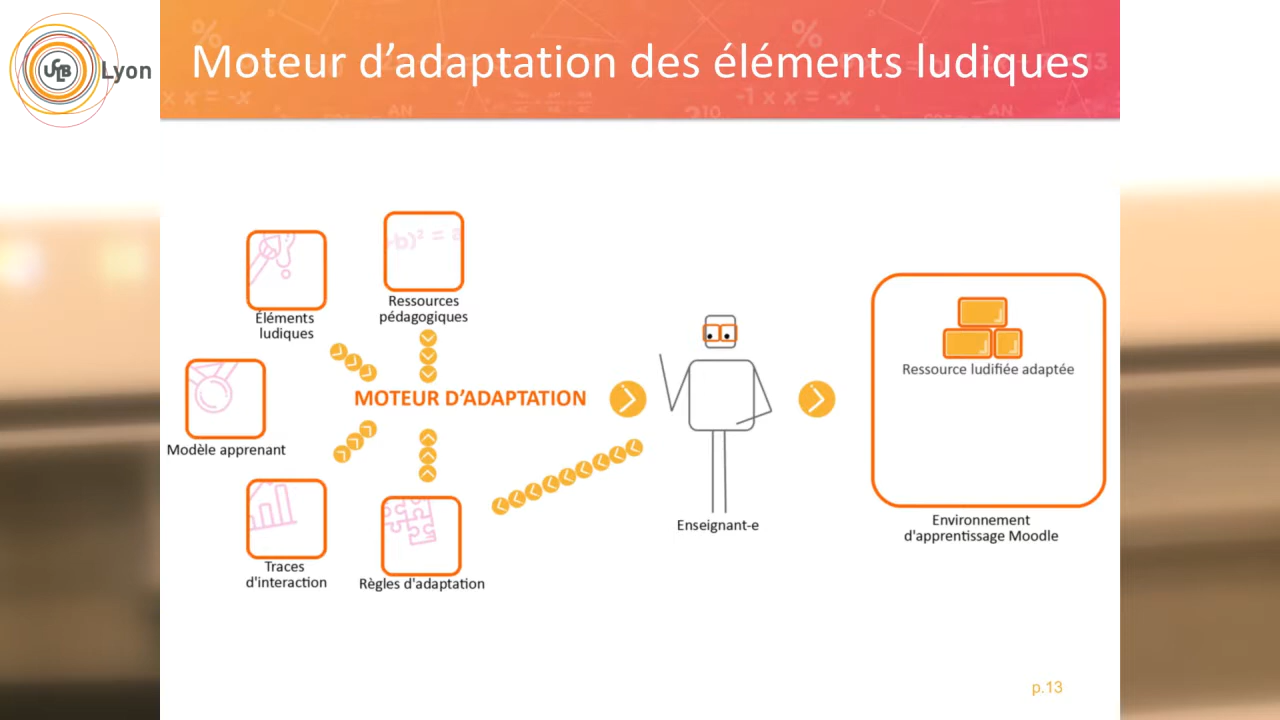 Moteur d’adaptation des éléments ludiques
USLB
Lyon
Éléments
ludiques
Ressources
pédagogiques
Modèle apprenant
MOTEUR D’ADAPTATION
Traces
d'interaction
Règles d'adaptation
Enseignant-e
Ressource ludifiée adaptée
Environnement
d'apprentissage Moodle
p.13